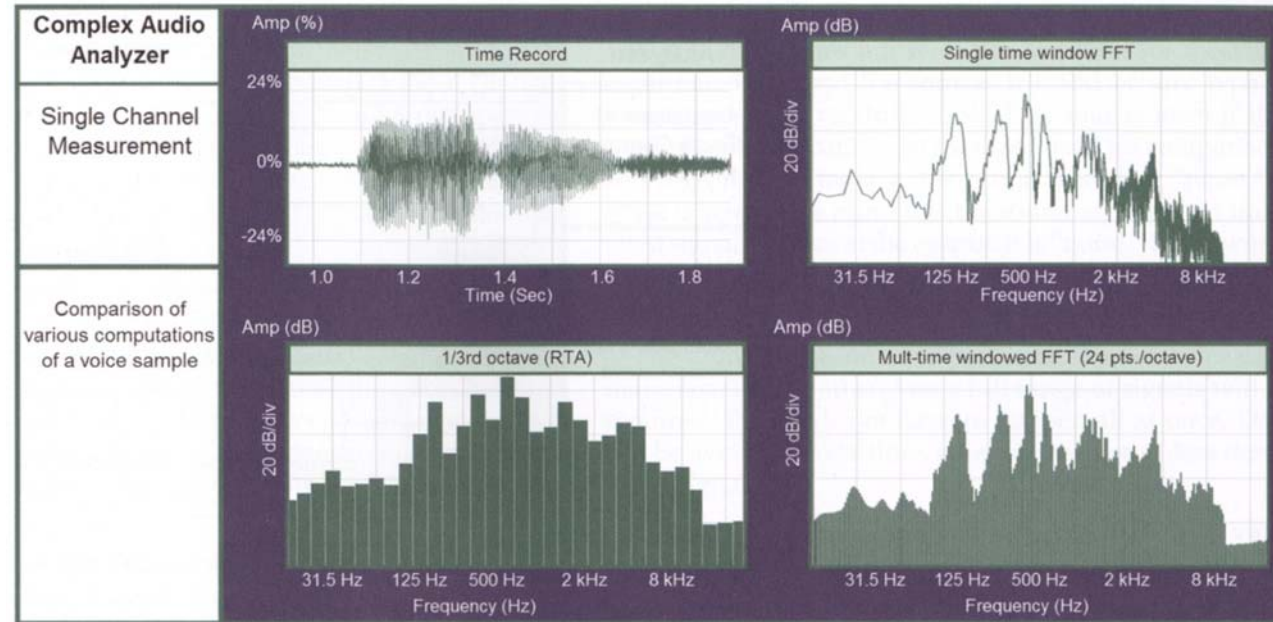 Complex Audio
Analyzer
Single Channel
Measurement
Comparison of
various computations
of a voice sample
Amp (%)
Time Record
24%
0%
-24%
1.0 1.2 1.4 1.6 1.8
Time (Sec)
Amp (dB)
Single time window FFT
20 dB/div
31.5 Hz 125 Hz 500 Hz 2 kHz 8 kHz
Frequency (Hz)
Amp (dB)
1/3rd octave (RTA)
20 dB/div
31.5 Hz 125 Hz 500 Hz 2 kHz 8 kHz
Frequency (Hz)
Amp (dB)
Mult-time windowed FFT (24 pts./octave)
20 dB/div
31.5 Hz 125 Hz 500 Hz 2 kHz 8 kHz
Frequency (Hz)